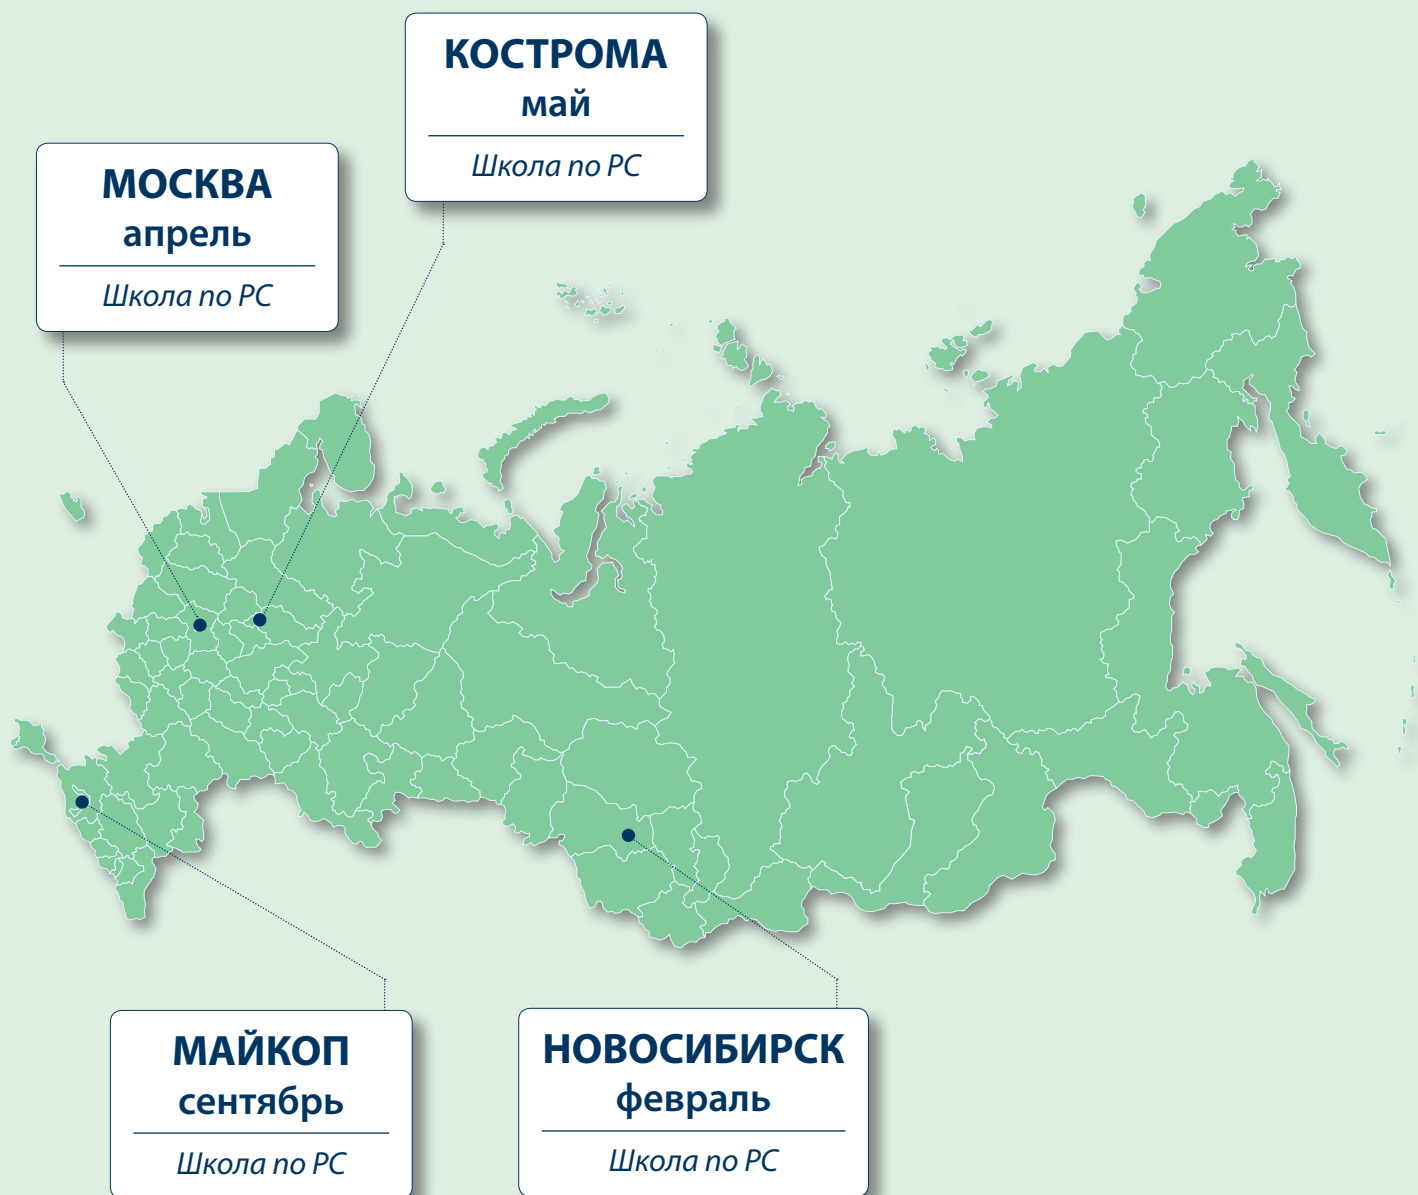 КОСТРОМА
май
Школа по РС
МОСКВА
апрель
Школа по РС
МАЙКОП
сентябрь
Школа по РС
НОВОСИБИРСК
февраль
Школа по РС